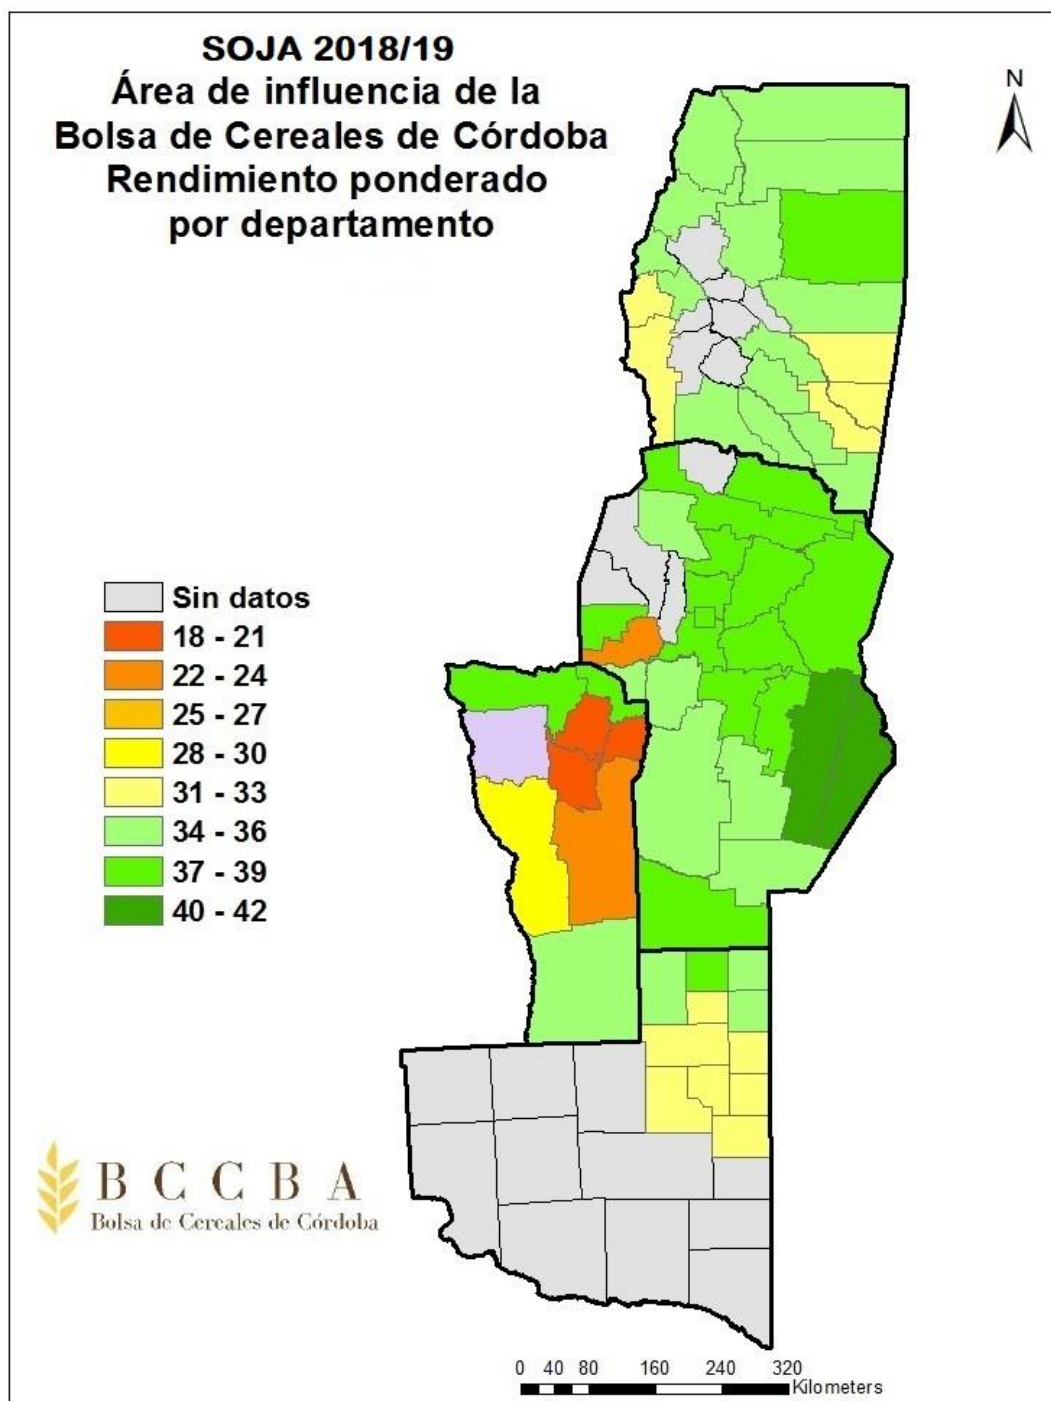 SOJA 2018/19
Área de influencia de la
Bolsa de Cereales de Córdoba
Rendimiento ponderado
por departamento
N
Sin datos
18 - 21
22 - 24
25 - 27
28 - 30
31 - 33
34 - 36
37 - 39
40 - 42
B C C B A
Bolsa de Cereales de Córdoba
0 40 80 160 240 320
Kilometers